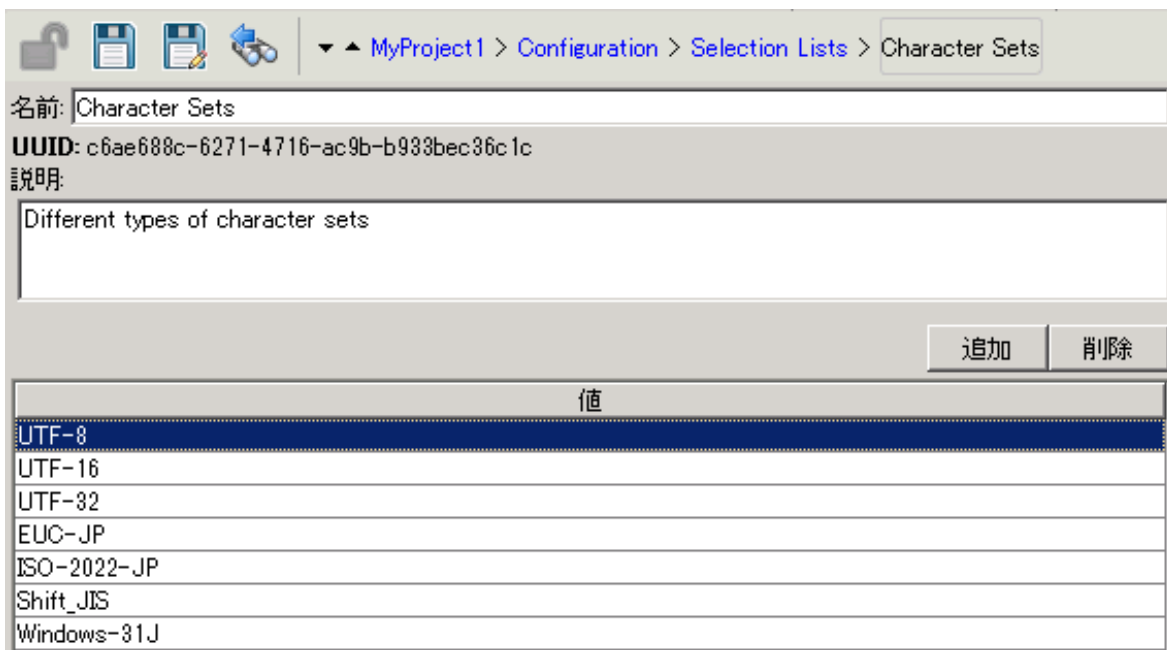 MyProject1 > Configuration > Selection Lists > Character Sets
名前: Character Sets
UUID: c6ae688c-6271-4716-ac9b-b933bec36c1c
説明:
Different types of character sets
追加 削除
値
UTF-8
UTF-16
UTF-32
EUC-JP
ISO-2022-JP
Shift_JIS
Windows-31J